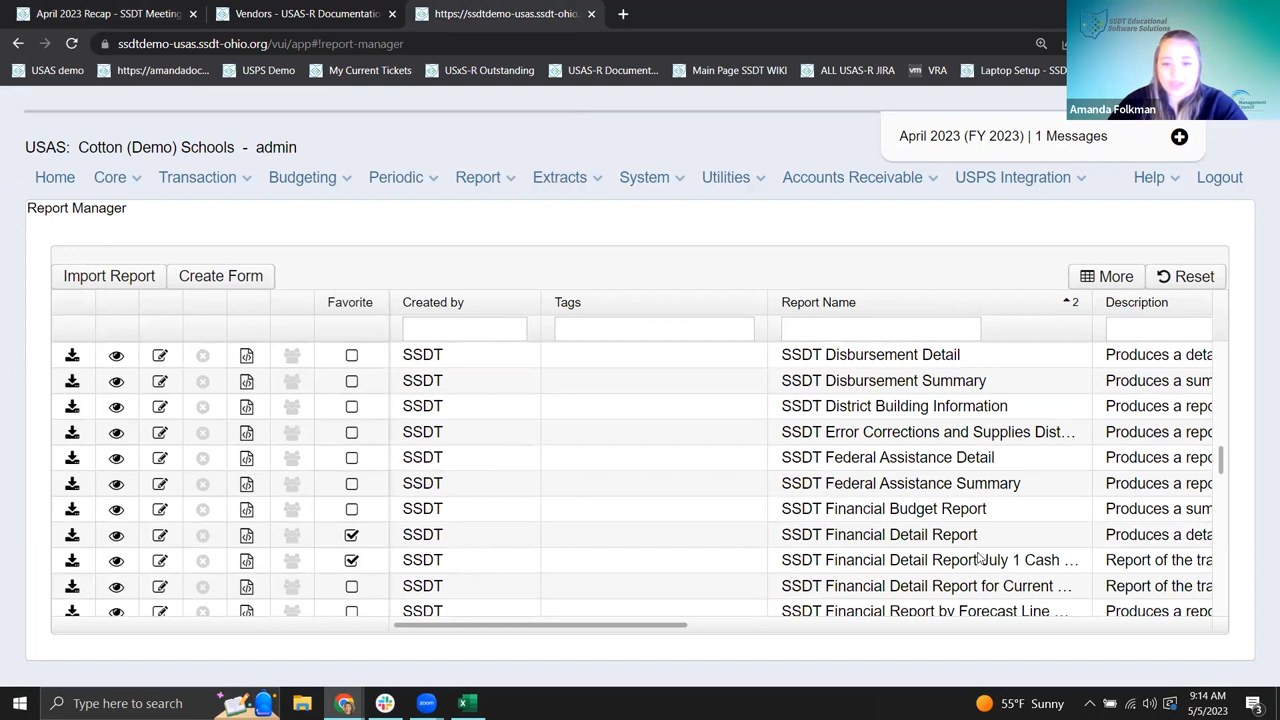 April 2023 Recap - SSDT Meeting
Vendors - USAS-R Documentatio
https://ssdtdemo-usas.ssdt-ohio.
ssdtdemo-usas.ssdt-ohio.org/vui/app#!report-manager
USAS demo
https://amandadoc...
USPS Demo
My Current Tickets
USxS-R Outstanding
USAS-R Document...
Main Page SSDT WIKI
ALL USAS-R JIRA
VRA
Laptop Setup - SSD
SSDT Educational
Software Solutions
Management
Council
Amanda Folkman
April 2023 (FY 2023) | 1 Messages
USAS: Cotton (Demo) Schools - admin
Home Core Transaction Budgeting Periodic Report Extracts System Utilities Accounts Receivable USPS Integration Help Logout
Report Manager
Import Report Create Form More Reset
Favorite Created by Tags Report Name 2 Description
SSDT SSDT Disbursement Detail Produces a deta
SSDT SSDT Disbursement Summary Produces a sum
SSDT SSDT District Building Information Produces a repo
SSDT SSDT Error Corrections and Supplies Dist... Produces a repo
SSDT SSDT Federal Assistance Detail Produces a repo
SSDT SSDT Federal Assistance Summary Produces a repo
SSDT SSDT Financial Budget Report Produces a sum
SSDT SSDT Financial Detail Report Produces a deta
SSDT SSDT Financial Detail Report July 1 Cash ... Report of the tra
SSDT SSDT Financial Detail Report for Current ... Report of the tra
SSDT SSDT Financial Report by Forecast Line ... Produces a repo
Type here to search
55°F Sunny
9:14 AM
5/5/2023
3